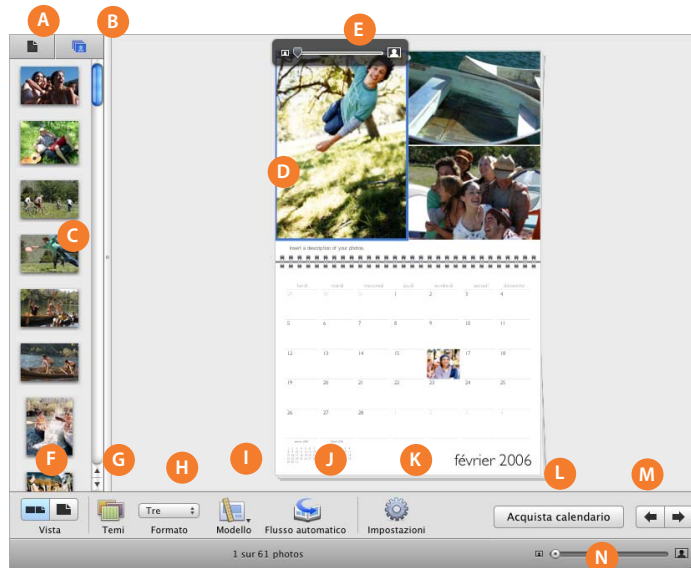 A
B
E
D
C
Insert a description of your photos.
lundi mardi mercredi jeudi vendredi samedi dimanche
1 2 3 4
5 6 7 8 9 10 11
12 13 14 15 17 18
19 20 21 22 23 24 25
26 27 28
février 2006
F
G
H
I
J
K
L
M
Tre
Acquista calendario
Vista
Temi
Formato
Modello
Flusso automatico
Impostazioni
1 sur 61 photos
N